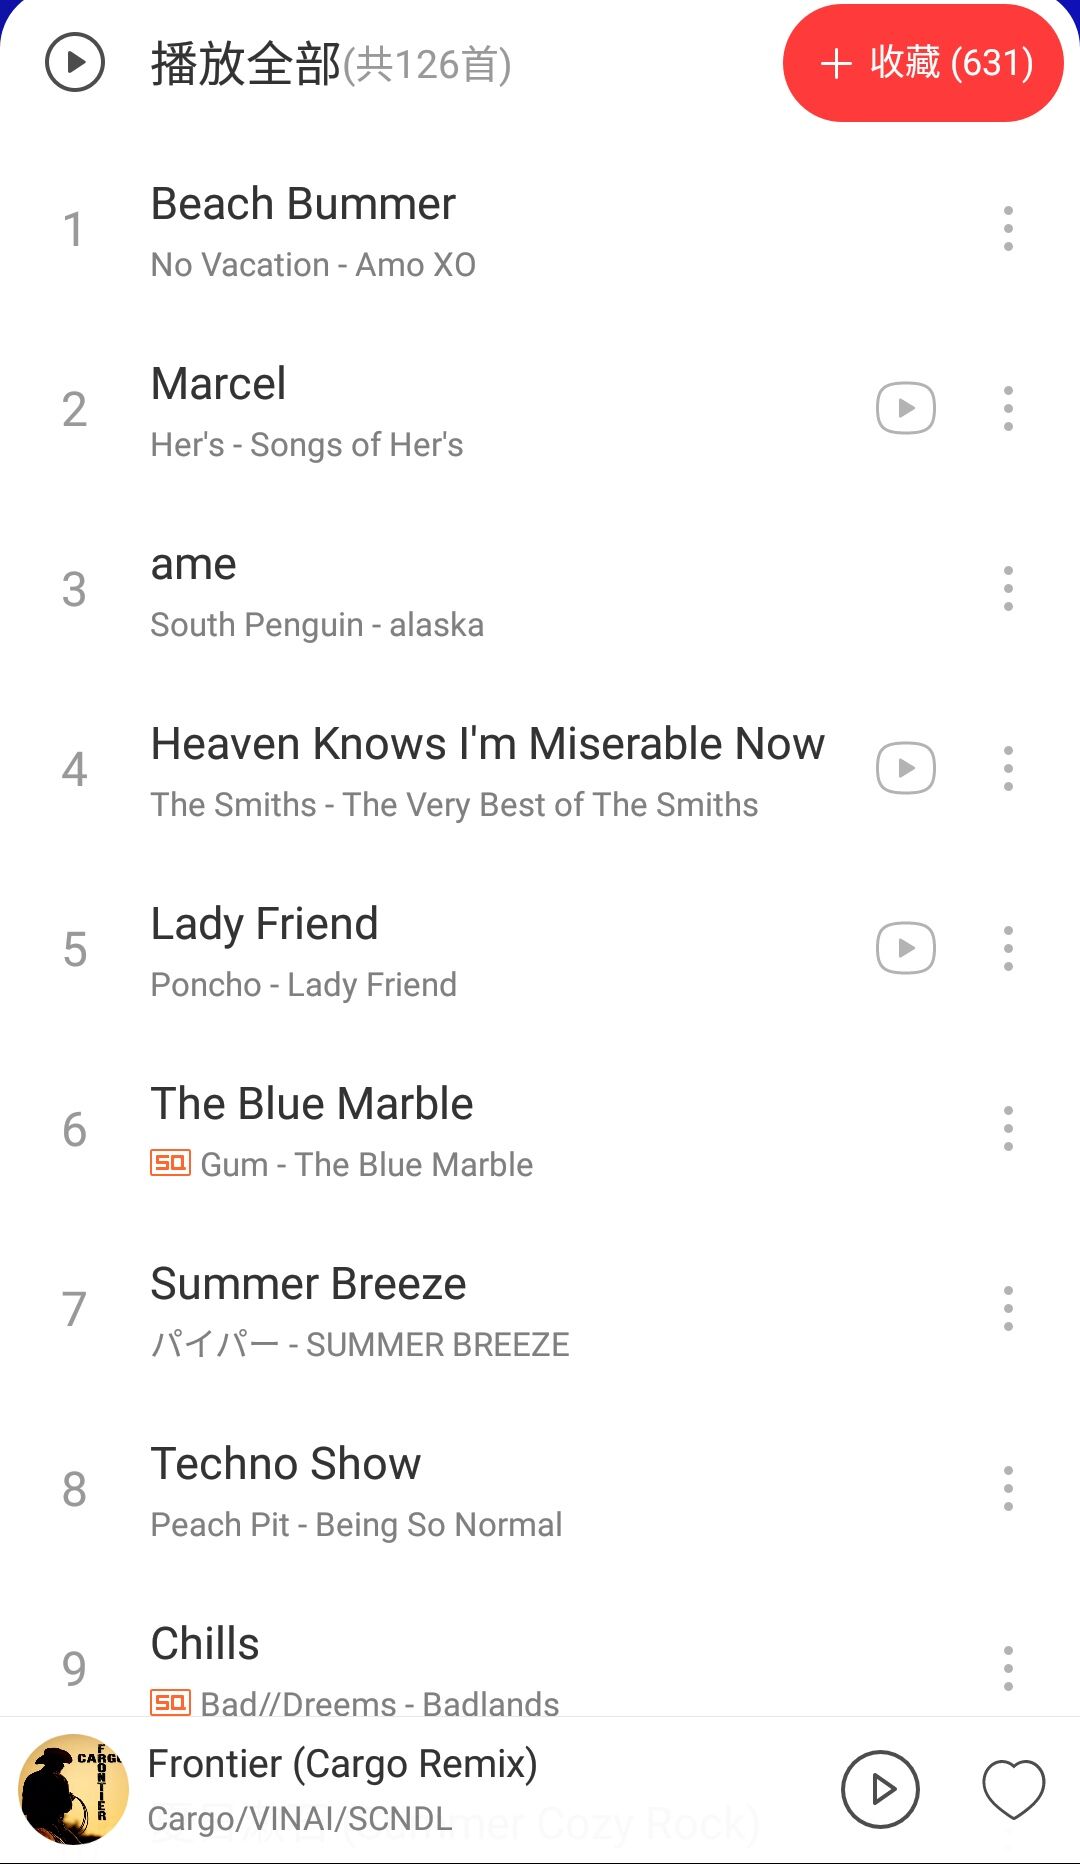 播放全部(共126首)
+ 收藏 (631)
1
Beach Bummer
No Vacation - Amo XO
2
Marcel
Her's - Songs of Her's
3
ame
South Penguin - alaska
4
Heaven Knows I'm Miserable Now
The Smiths - The Very Best of The Smiths
5
Lady Friend
Poncho - Lady Friend
6
The Blue Marble
SQ Gum - The Blue Marble
7
Summer Breeze
パイパー - SUMMER BREEZE
8
Techno Show
Peach Pit - Being So Normal
9
Chills
SQ Bad//Dreems - Badlands
CARGO
FRONTIER
Frontier (Cargo Remix)
Cargo/VINAI/SCNDL
Cozy Rock)